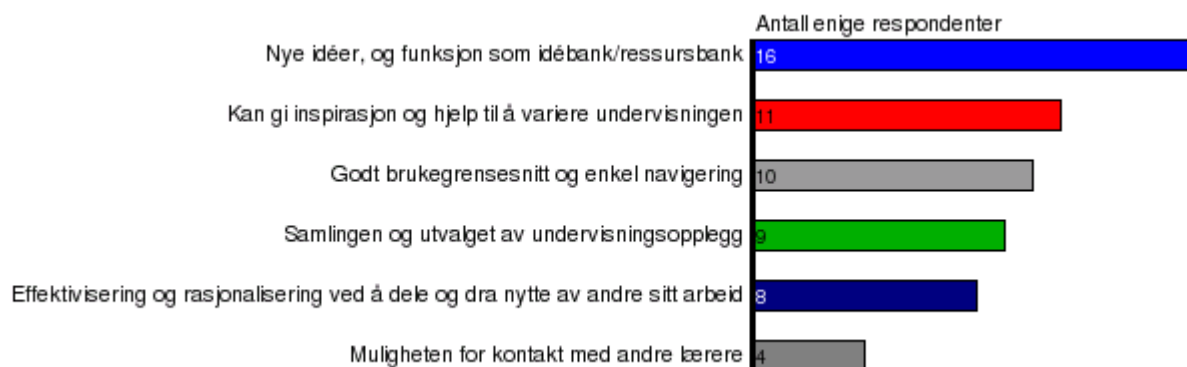 Antall enige respondenter
Nye idéer, og funksjon som idébank/ressursbank 16
Kan gi inspirasjon og hjelp til å variere undervisningen 11
Godt brukegrensesnitt og enkel navigering 10
Samlingen og utvalget av undervisningsopplegg 9
Effektivisering og rasjonalisering ved å dele og dra nytte av andre sitt arbeid 8
Muligheten for kontakt med andre lærere 4